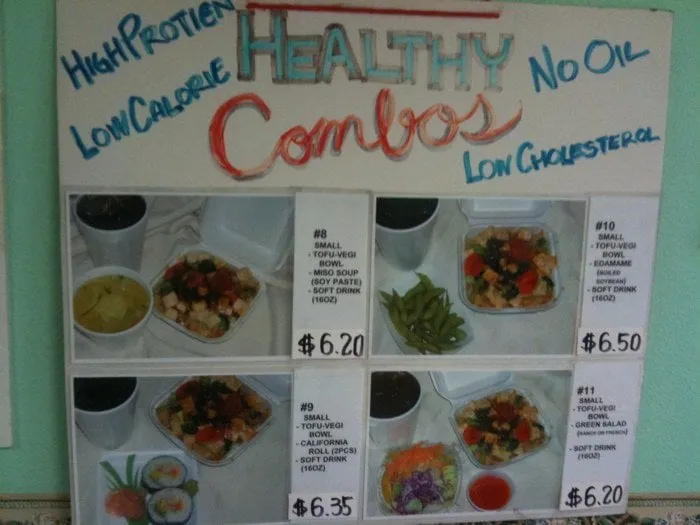 HIGH PROTIEN
LOW CALORIE
HEALTHY
Combos
NO OIL
LOW CHOLESTEROL
#8
SMALL
- TOFU-VEGI
BOWL
- MISO SOUP
(SOY PASTE)
- SOFT DRINK
(16OZ)
$6.20
#10
SMALL
- TOFU-VEGI
BOWL
- EDAMAME
(BOILED
SOYBEAN)
- SOFT DRINK
(16OZ)
$6.50
#9
SMALL
- TOFU-VEGI
BOWL
- CALIFORNIA
ROLL (2PCS)
- SOFT DRINK
(16OZ)
$6.35
#11
SMALL
- TOFU-VEGI
BOWL
- GREEN SALAD
(RANCH OR FRENCH)
- SOFT DRINK
(16OZ)
$6.20